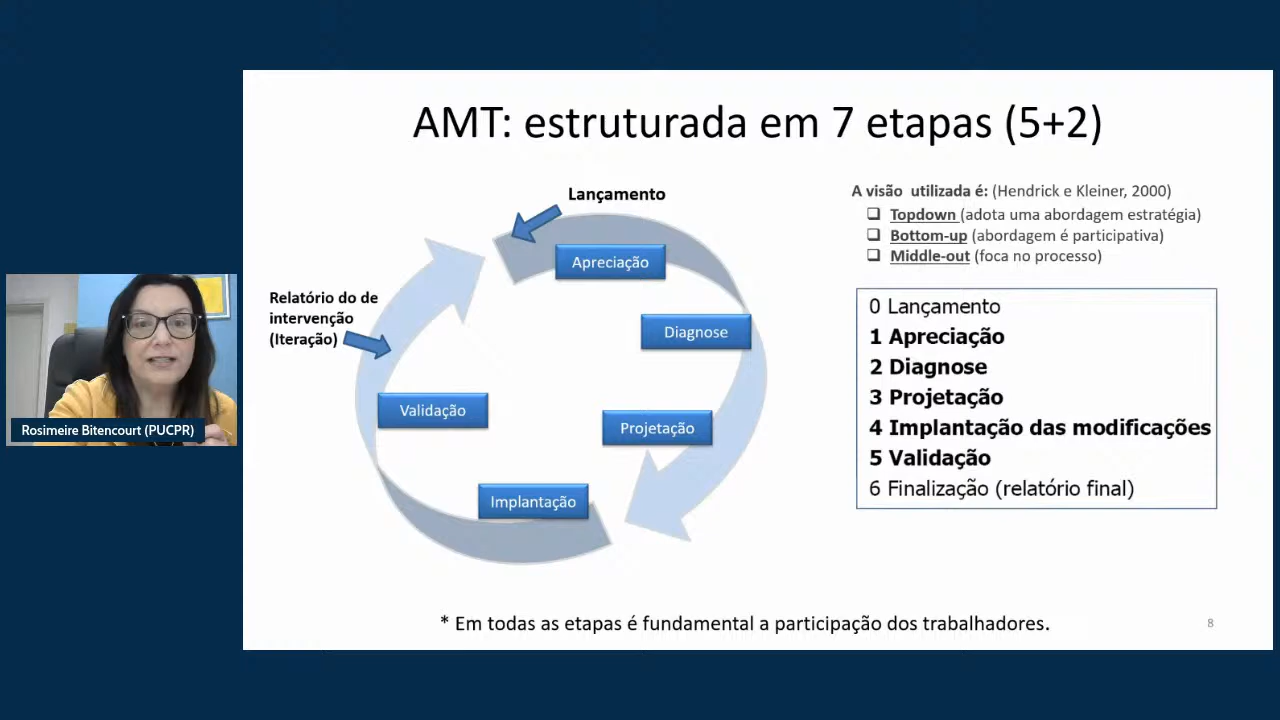 AMT: estruturada em 7 etapas (5+2)
Lançamento
Apreciação
Diagnose
Projetação
Implantação
Validação
Relatório do de
intervenção
(Iteração)
A visão utilizada é: (Hendrick e Kleiner, 2000)
Topdown (adota uma abordagem estratégia)
Bottom-up (abordagem é participativa)
Middle-out (foca no processo)
0 Lançamento
1 Apreciação
2 Diagnose
3 Projetação
4 Implantação das modificações
5 Validação
6 Finalização (relatório final)
* Em todas as etapas é fundamental a participação dos trabalhadores.
8
Rosimeire Bitencourt (PUCPR)